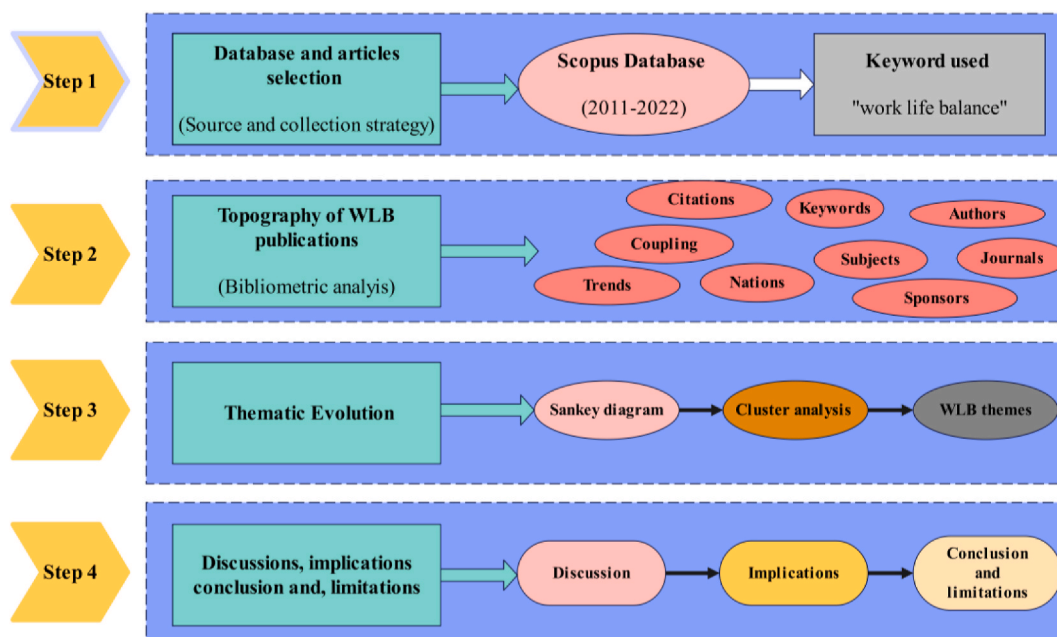 Step 1
Database and articles
selection
(Source and collection strategy)
Scopus Database
(2011-2022)
Keyword used
"work life balance"
Step 2
Topography of WLB
publications
(Bibliometric analyis)
Citations
Keywords
Authors
Coupling
Subjects
Journals
Trends
Nations
Sponsors
Step 3
Thematic Evolution
Sankey diagram
Cluster analysis
WLB themes
Step 4
Discussions, implications
conclusion and, limitations
Discussion
Implications
Conclusion
and
limitations